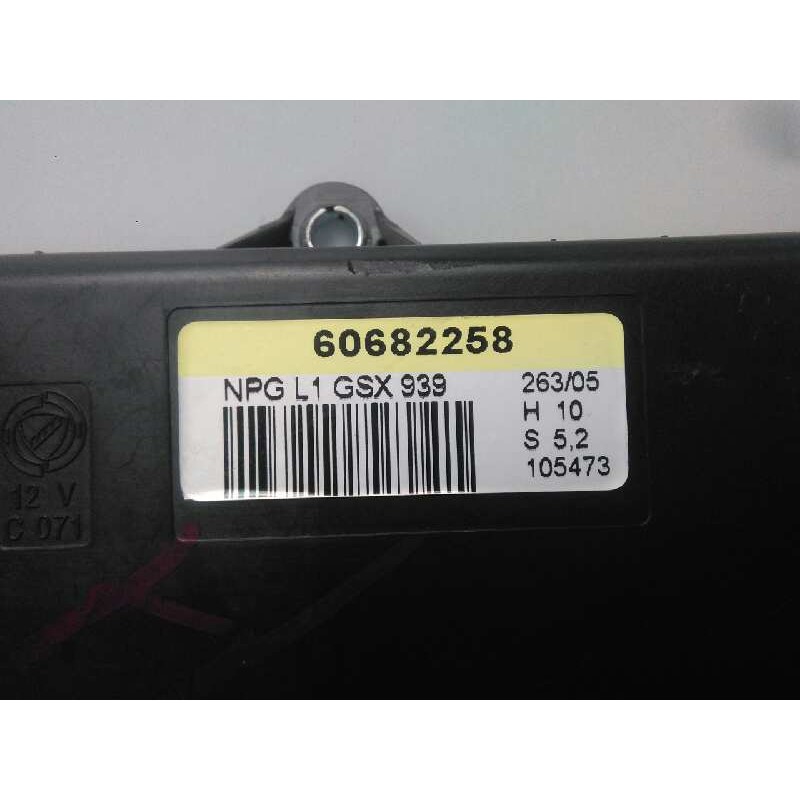 60682258
NPG L1 GSX 939
263/05
H 10
S 5,2
105473
12 V
C 071